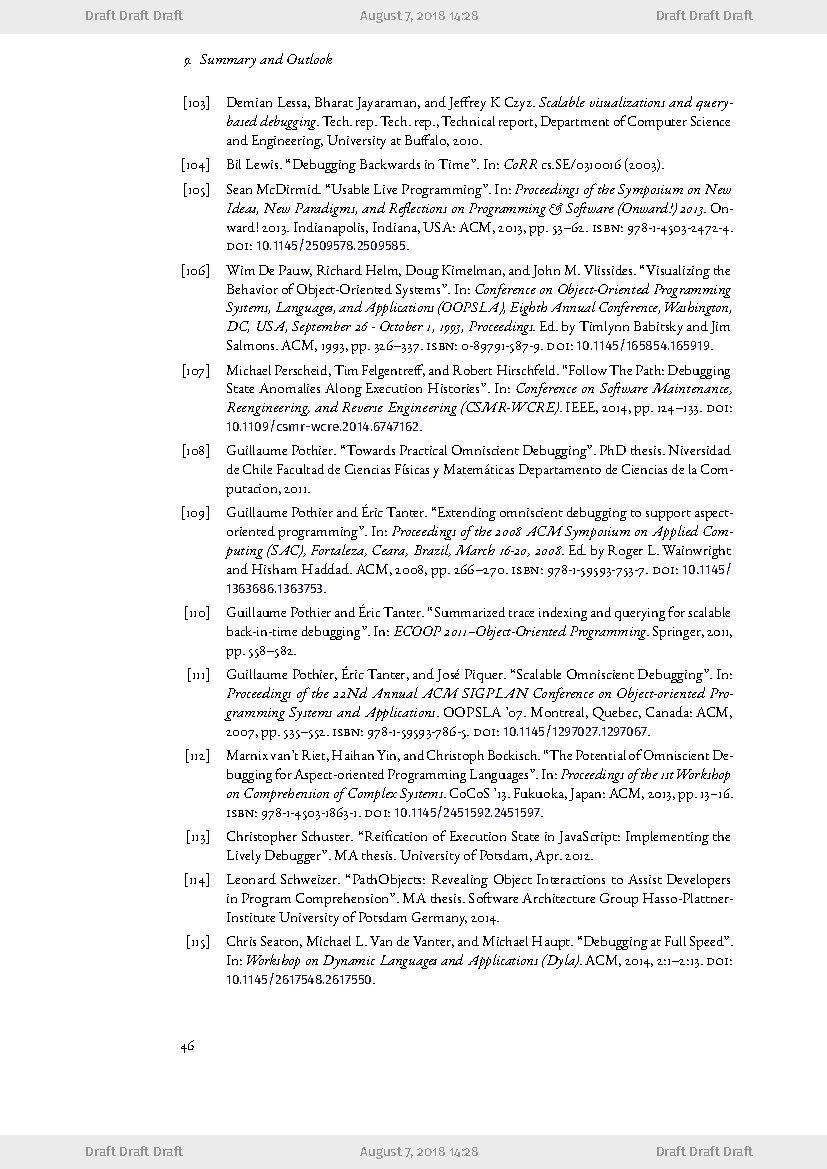 Draft Draft Draft August 7, 2018 14:28 Draft Draft Draft
9. Summary and Outlook
[103] Demian Lessa, Bharat Jayaraman, and Jeffrey K Czyz. Scalable visualizations and query-
based debugging. Tech. rep. Tech. rep., Technical report, Department of Computer Science
and Engineering, University at Buffalo, 2010.
[104] Bil Lewis. “Debugging Backwards in Time”. In: CoRR cs.SE/0310016 (2003).
[105] Sean McDirmid. “Usable Live Programming”. In: Proceedings of the Symposium on New
Ideas, New Paradigms, and Reflections on Programming & Software (Onward!) 2013. On-
ward! 2013. Indianapolis, Indiana, USA: ACM, 2013, pp. 53–62. ISBN: 978-1-4503-2472-4.
DOI: 10.1145/2509578.2509585.
[106] Wim De Pauw, Richard Helm, Doug Kimelman, and John M. Vlissides. “Visualizing the
Behavior of Object-Oriented Systems”. In: Conference on Object-Oriented Programming
Systems, Languages, and Applications (OOPSLA), Eighth Annual Conference, Washington,
DC, USA, September 26 - October 1, 1993, Proceedings. Ed. by Timlynn Babitsky and Jim
Salmons. ACM, 1993, pp. 326–337. ISBN: 0-89791-587-9. DOI: 10.1145/165854.165919.
[107] Michael Perscheid, Tim Felgentreff, and Robert Hirschfeld. “Follow The Path: Debugging
State Anomalies Along Execution Histories”. In: Conference on Software Maintenance,
Reengineering, and Reverse Engineering (CSMR-WCRE). IEEE, 2014, pp. 124–133. DOI:
10.1109/csmr-wcre.2014.6747162.
[108] Guillaume Pothier. “Towards Practical Omniscient Debugging”. PhD thesis. Niversidad
de Chile Facultad de Ciencias Físicas y Matemáticas Departamento de Ciencias de la Com-
putacion, 2011.
[109] Guillaume Pothier and Éric Tanter. “Extending omniscient debugging to support aspect-
oriented programming”. In: Proceedings of the 2008 ACM Symposium on Applied Com-
puting (SAC), Fortaleza, Ceara, Brazil, March 16-20, 2008. Ed. by Roger L. Wainwright
and Hisham Haddad. ACM, 2008, pp. 266–270. ISBN: 978-1-59593-753-7. DOI: 10.1145/
1363686.1363753.
[110] Guillaume Pothier and Éric Tanter. “Summarized trace indexing and querying for scalable
back-in-time debugging”. In: ECOOP 2011–Object-Oriented Programming. Springer, 2011,
pp. 558–582.
[111] Guillaume Pothier, Éric Tanter, and José Piquer. “Scalable Omniscient Debugging”. In:
Proceedings of the 22Nd Annual ACM SIGPLAN Conference on Object-oriented Pro-
gramming Systems and Applications. OOPSLA ’07. Montreal, Quebec, Canada: ACM,
2007, pp. 535–552. ISBN: 978-1-59593-786-5. DOI: 10.1145/1297027.1297067.
[112] Marnix van’t Riet, Haihan Yin, and Christoph Bockisch. “The Potential of Omniscient De-
bugging for Aspect-oriented Programming Languages”. In: Proceedings of the 1st Workshop
on Comprehension of Complex Systems. CoCoS ’13. Fukuoka, Japan: ACM, 2013, pp. 13–16.
ISBN: 978-1-4503-1863-1. DOI: 10.1145/2451592.2451597.
[113] Christopher Schuster. “Reification of Execution State in JavaScript: Implementing the
Lively Debugger”. MA thesis. University of Potsdam, Apr. 2012.
[114] Leonard Schweizer. “PathObjects: Revealing Object Interactions to Assist Developers
in Program Comprehension”. MA thesis. Software Architecture Group Hasso-Plattner-
Institute University of Potsdam Germany, 2014.
[115] Chris Seaton, Michael L. Van de Vanter, and Michael Haupt. “Debugging at Full Speed”.
In: Workshop on Dynamic Languages and Applications (Dyla). ACM, 2014, 2:1–2:13. DOI:
10.1145/2617548.2617550.
46
Draft Draft Draft August 7, 2018 14:28 Draft Draft Draft